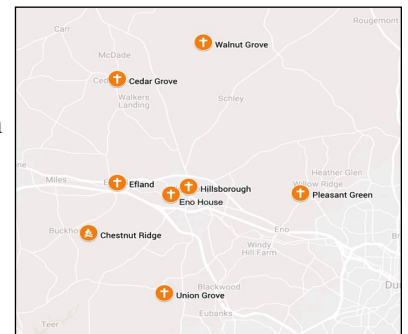 Rougemont
Carr
Walnut Grove
McDade
Cedar Grove
Walkers
Landing
Schley
Heather Glen
Miles
Efland
Hillsborough
Willow Ridge
Eno House
Pleasant Green
Chestnut Ridge
Eno
Windy
Hill Farm
Blackwood
Union Grove
Eubanks
Teer